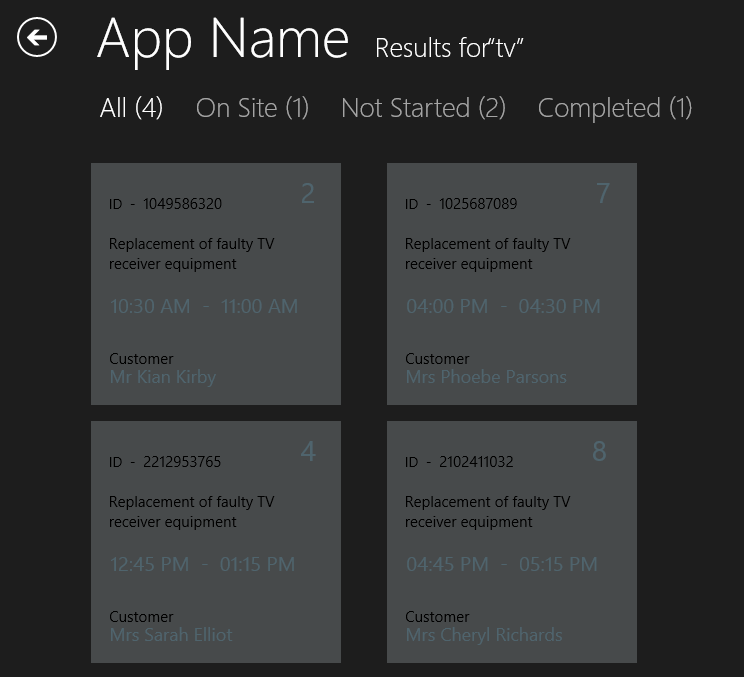 App Name Results for“tv”
All (4) On Site (1) Not Started (2) Completed (1)
2
ID - 1049586320
Replacement of faulty TV
receiver equipment
10:30 AM - 11:00 AM
Customer
Mr Kian Kirby
7
ID - 1025687089
Replacement of faulty TV
receiver equipment
04:00 PM - 04:30 PM
Customer
Mrs Phoebe Parsons
4
ID - 2212953765
Replacement of faulty TV
receiver equipment
12:45 PM - 01:15 PM
Customer
Mrs Sarah Elliot
8
ID - 2102411032
Replacement of faulty TV
receiver equipment
04:45 PM - 05:15 PM
Customer
Mrs Cheryl Richards